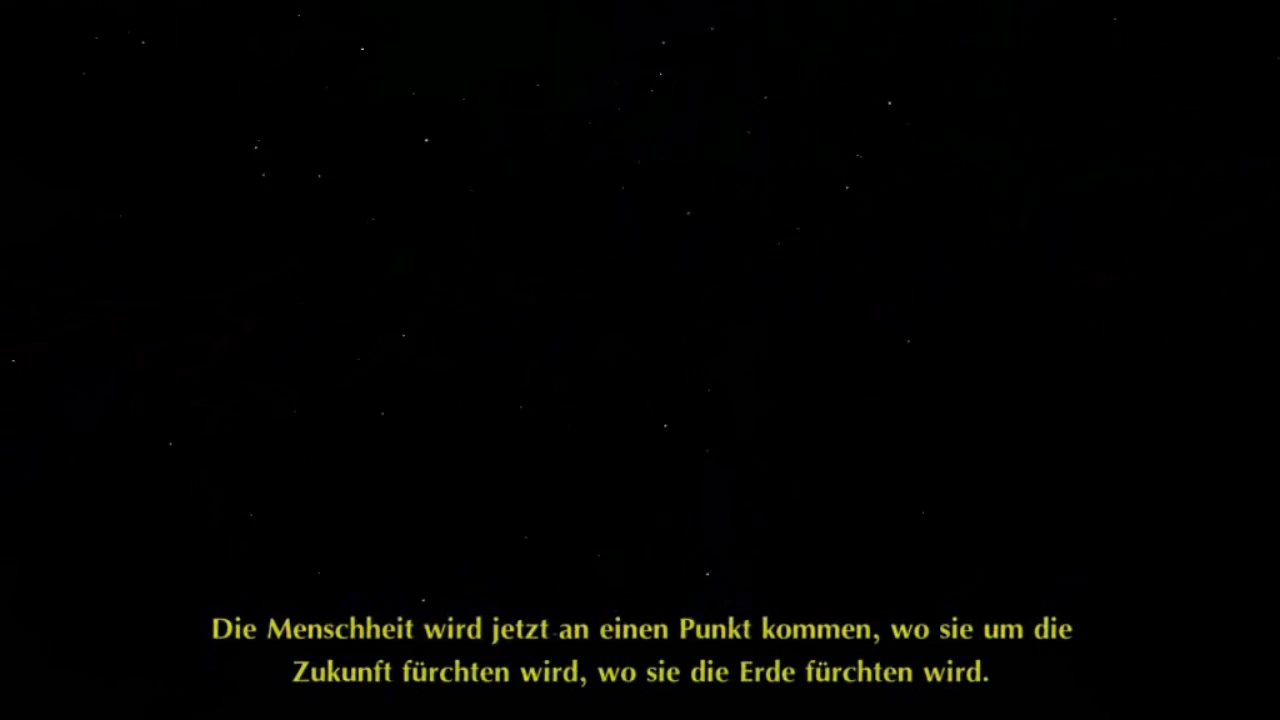 Die Menschheit wird jetzt an einen Punkt kommen, wo sie um die
Zukunft fürchten wird, wo sie die Erde fürchten wird.